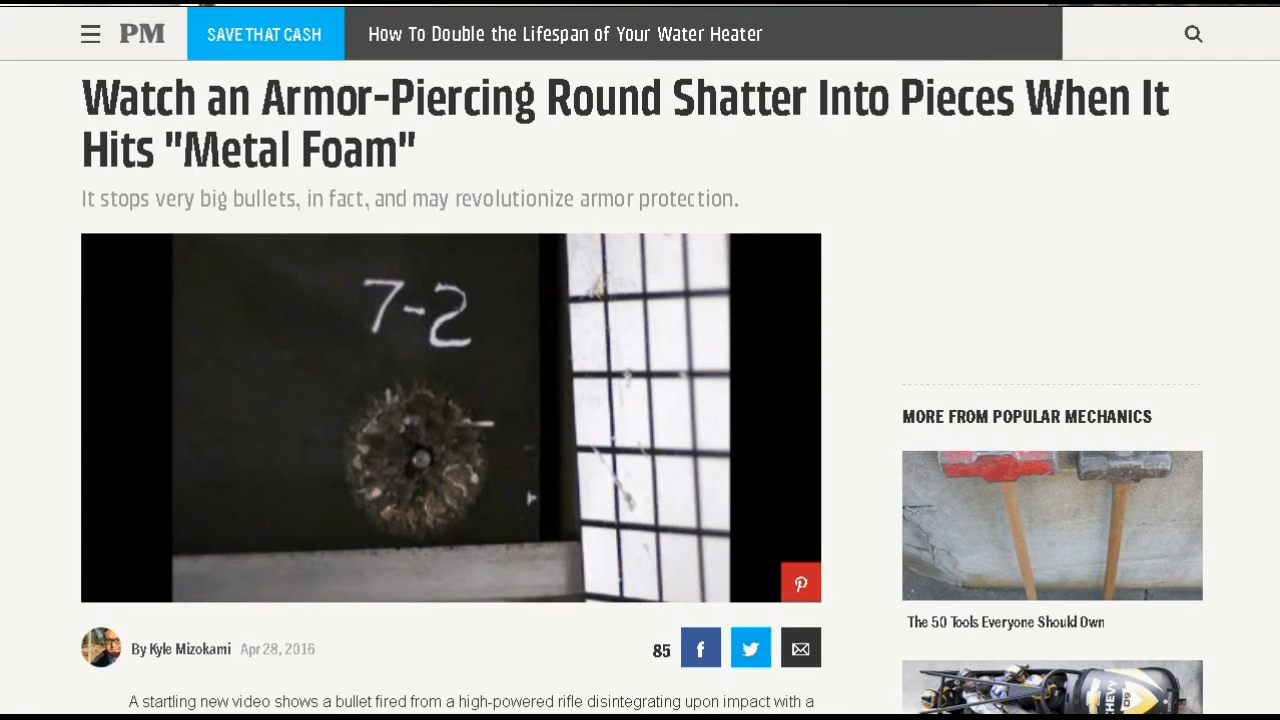 PM
SAVE THAT CASH
How To Double the Lifespan of Your Water Heater
Watch an Armor-Piercing Round Shatter Into Pieces When It
Hits "Metal Foam"
It stops very big bullets, in fact, and may revolutionize armor protection.
7-2
MORE FROM POPULAR MECHANICS
The 50 Tools Everyone Should Own
By Kyle Mizokami Apr 28, 2016
85
A startling new video shows a bullet fired from a high-powered rifle disintegrating upon impact with a